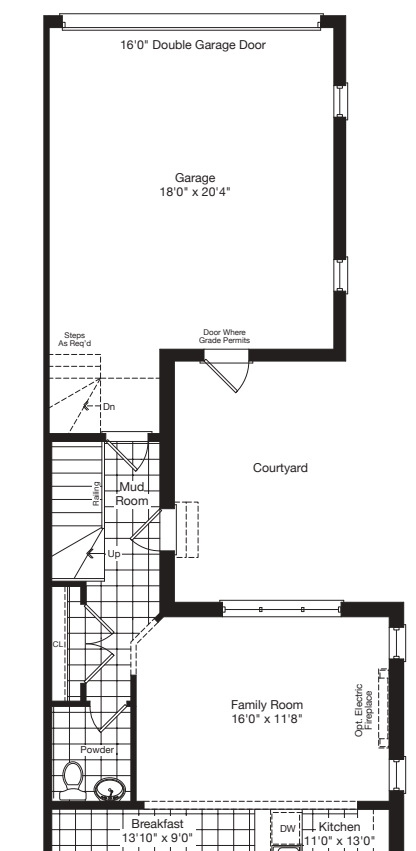 16'0" Double Garage Door
Garage
18'0" x 20'4"
Steps
As Req'd
Door Where
Grade Permits
Dn
Courtyard
Railing
Mud
Room
Up
CL
Family Room
16'0" x 11'8"
Opt. Electric
Fireplace
Powder
Breakfast
13'10" x 9'0"
DW
Kitchen
11'0" x 13'0"